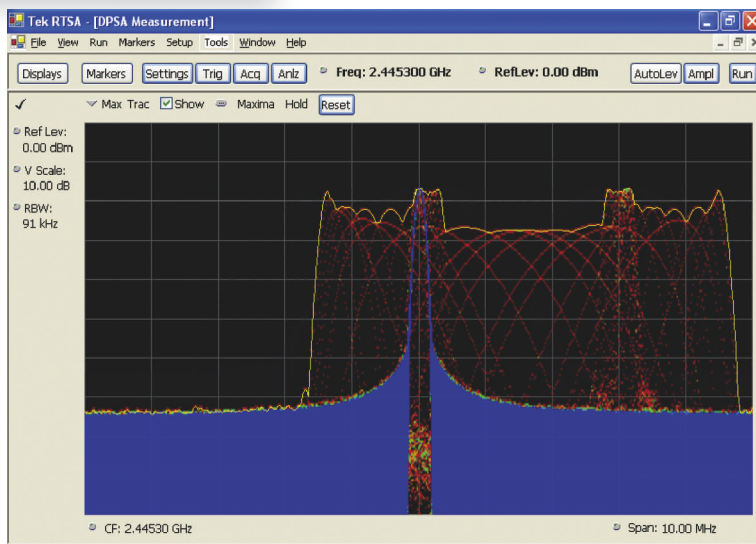 Tek RTSA - [DPSA Measurement]
File View Run Markers Setup Tools Window Help
Displays Markers Settings Trig Acq Anlz Freq: 2.445300 GHz RefLev: 0.00 dBm AutoLev Ampl Run
Max Trac Show Maxima Hold Reset
Ref Lev:
0.00 dBm
V Scale:
10.00 dB
RBW:
91 kHz
CF: 2.44530 GHz Span: 10.00 MHz